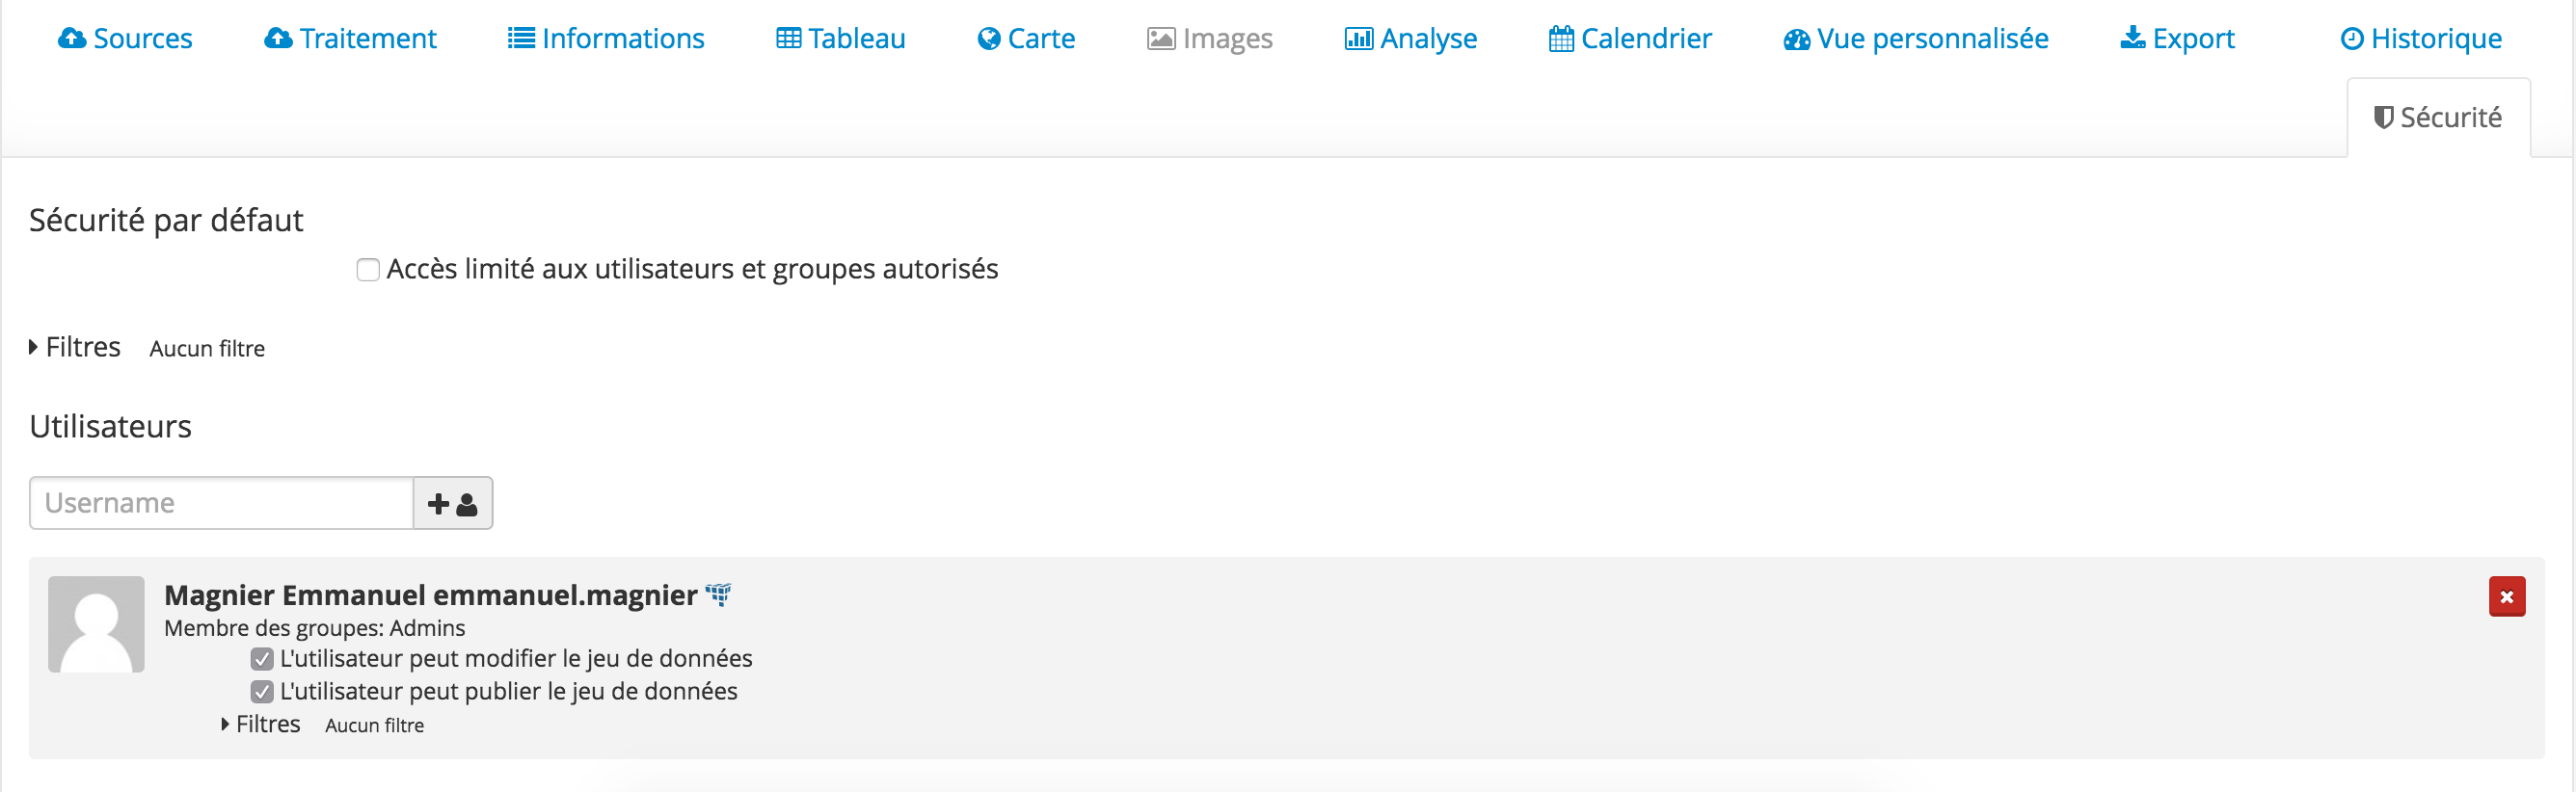 Sources Traitement Informations Tableau Carte Images Analyse Calendrier Vue personnalisée Export Historique
Sécurité
Sécurité par défaut
Accès limité aux utilisateurs et groupes autorisés
Filtres Aucun filtre
Utilisateurs
Username
Magnier Emmanuel emmanuel.magnier
Membre des groupes: Admins
L'utilisateur peut modifier le jeu de données
L'utilisateur peut publier le jeu de données
Filtres Aucun filtre